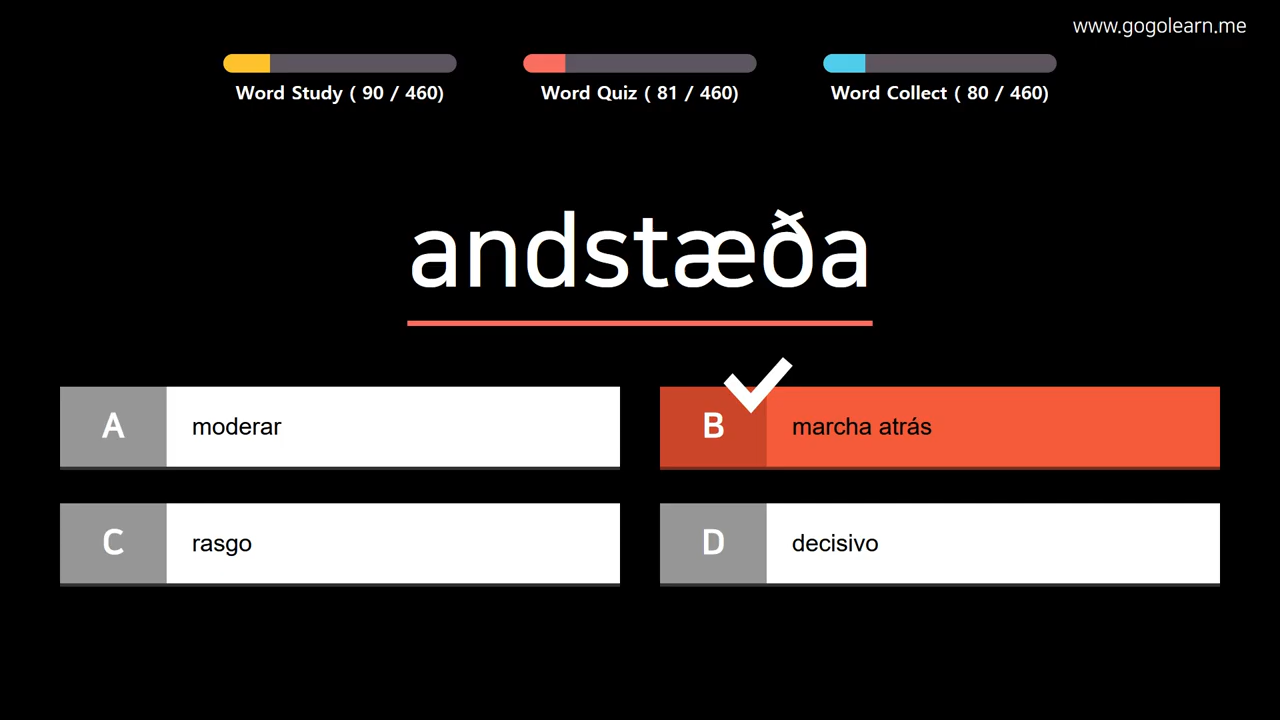 www.gogolearn.me
Word Study ( 90 / 460)
Word Quiz ( 81 / 460)
Word Collect ( 80 / 460)
andstæða
A moderar
B marcha atrás
C rasgo
D decisivo